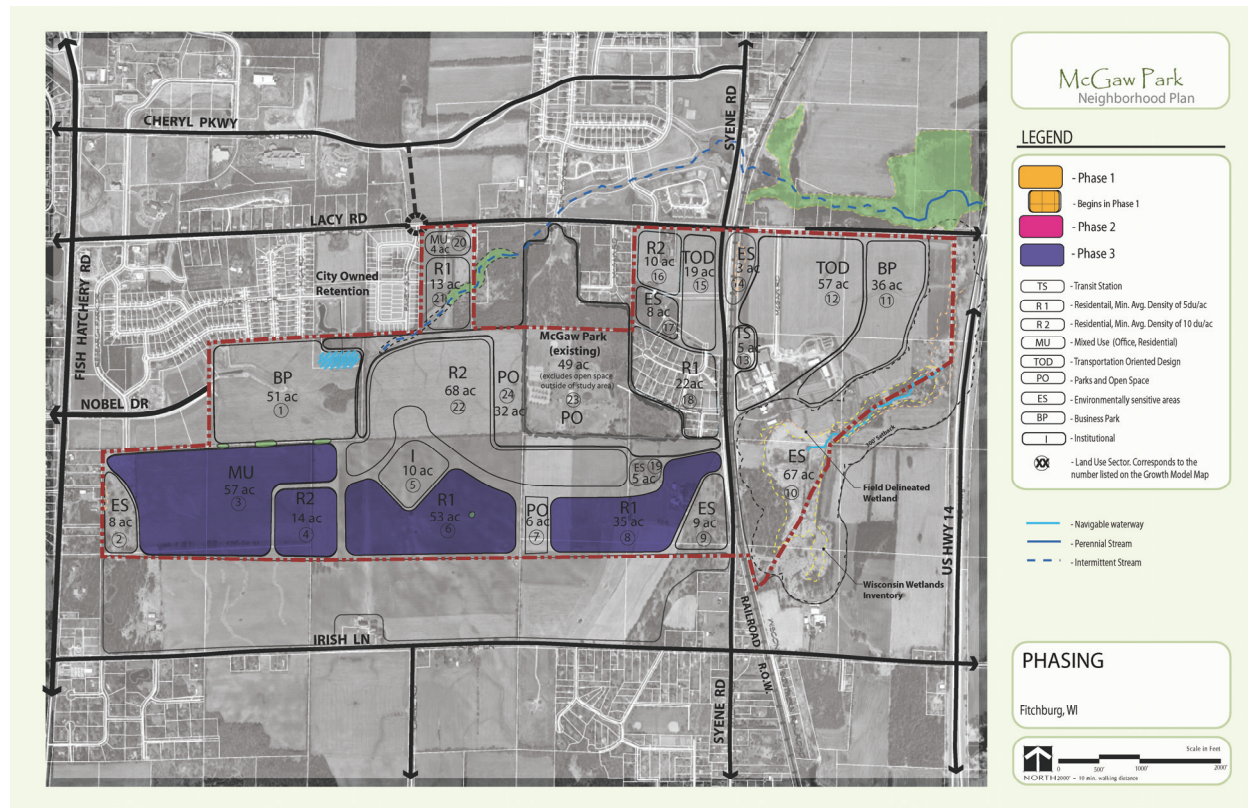 McGaw Park
Neighborhood Plan
LEGEND
- Phase 1
- Begins in Phase 1
- Phase 2
- Phase 3
TS - Transit Station
R 1 - Residentail, Min. Avg. Density of 5du/ac
R 2 - Residential, Min. Avg. Density of 10 du/ac
MU - Mixed Use (Office, Residential)
TOD - Transportation Oriented Design
PO - Parks and Open Space
ES - Environmentally sensitive areas
BP - Business Park
I - Institutional
XX - Land Use Sector. Corresponds to the
number listed on the Growth Model Map
- Navigable waterway
- Perennial Stream
- Intermittent Stream
PHASING
Fitchburg, WI
NORTH
Scale in Feet
0 500' 1000' 2000'
2000' = 10 min. walking distance
CHERYL PKWY
SYENE RD
LACY RD
FISH HATCHERY RD
City Owned
Retention
NOBEL DR
MU
4 ac 20
R1
13 ac
21
R2
10 ac
16
TOD
19 ac
15
ES
3 ac
14
TOD
57 ac
12
BP
36 ac
11
ES
8 ac
17
TS
5 ac
13
R1
22ac
18
McGaw Park
(existing)
49 ac
(excludes open space
outside of study area)
23
PO
BP
51 ac
1
R2
68 ac
22
PO
24
32 ac
MU
57 ac
3
ES
8 ac
2
R2
14 ac
4
I
10 ac
5
R1
53 ac
6
PO
6 ac
7
R1
35 ac
8
ES 19
5 ac
ES
9 ac
9
ES
67 ac
10
300' Setback
Field Delineated
Wetland
Wisconsin Wetlands
Inventory
US HWY 14
RAILROAD R.O.W.
IRISH LN
SYENE RD